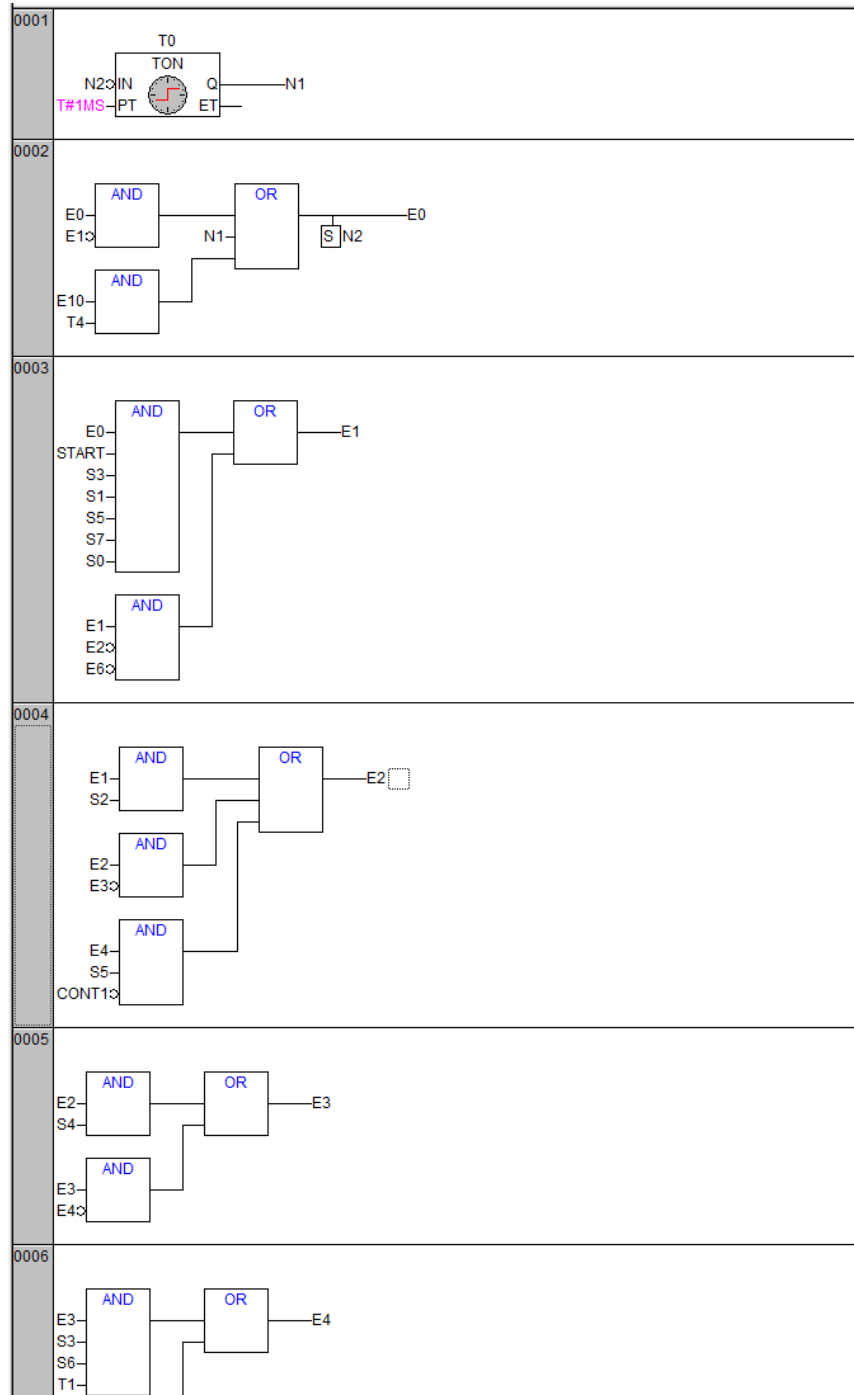 0001
T0
TON
N2 IN Q N1
T#1MS PT ET
0002
AND OR
E0 E0
E1 N1 S N2
AND
E10
T4
0003
AND OR
E0 E1
START
S3
S1
S5
S7
S0
AND
E1
E2
E6
0004
AND OR
E1 E2
S2
AND
E2
E3
AND
E4
S5
CONT1
0005
AND OR
E2 E3
S4
AND
E3
E4
0006
AND OR
E3 E4
S3
S6
T1